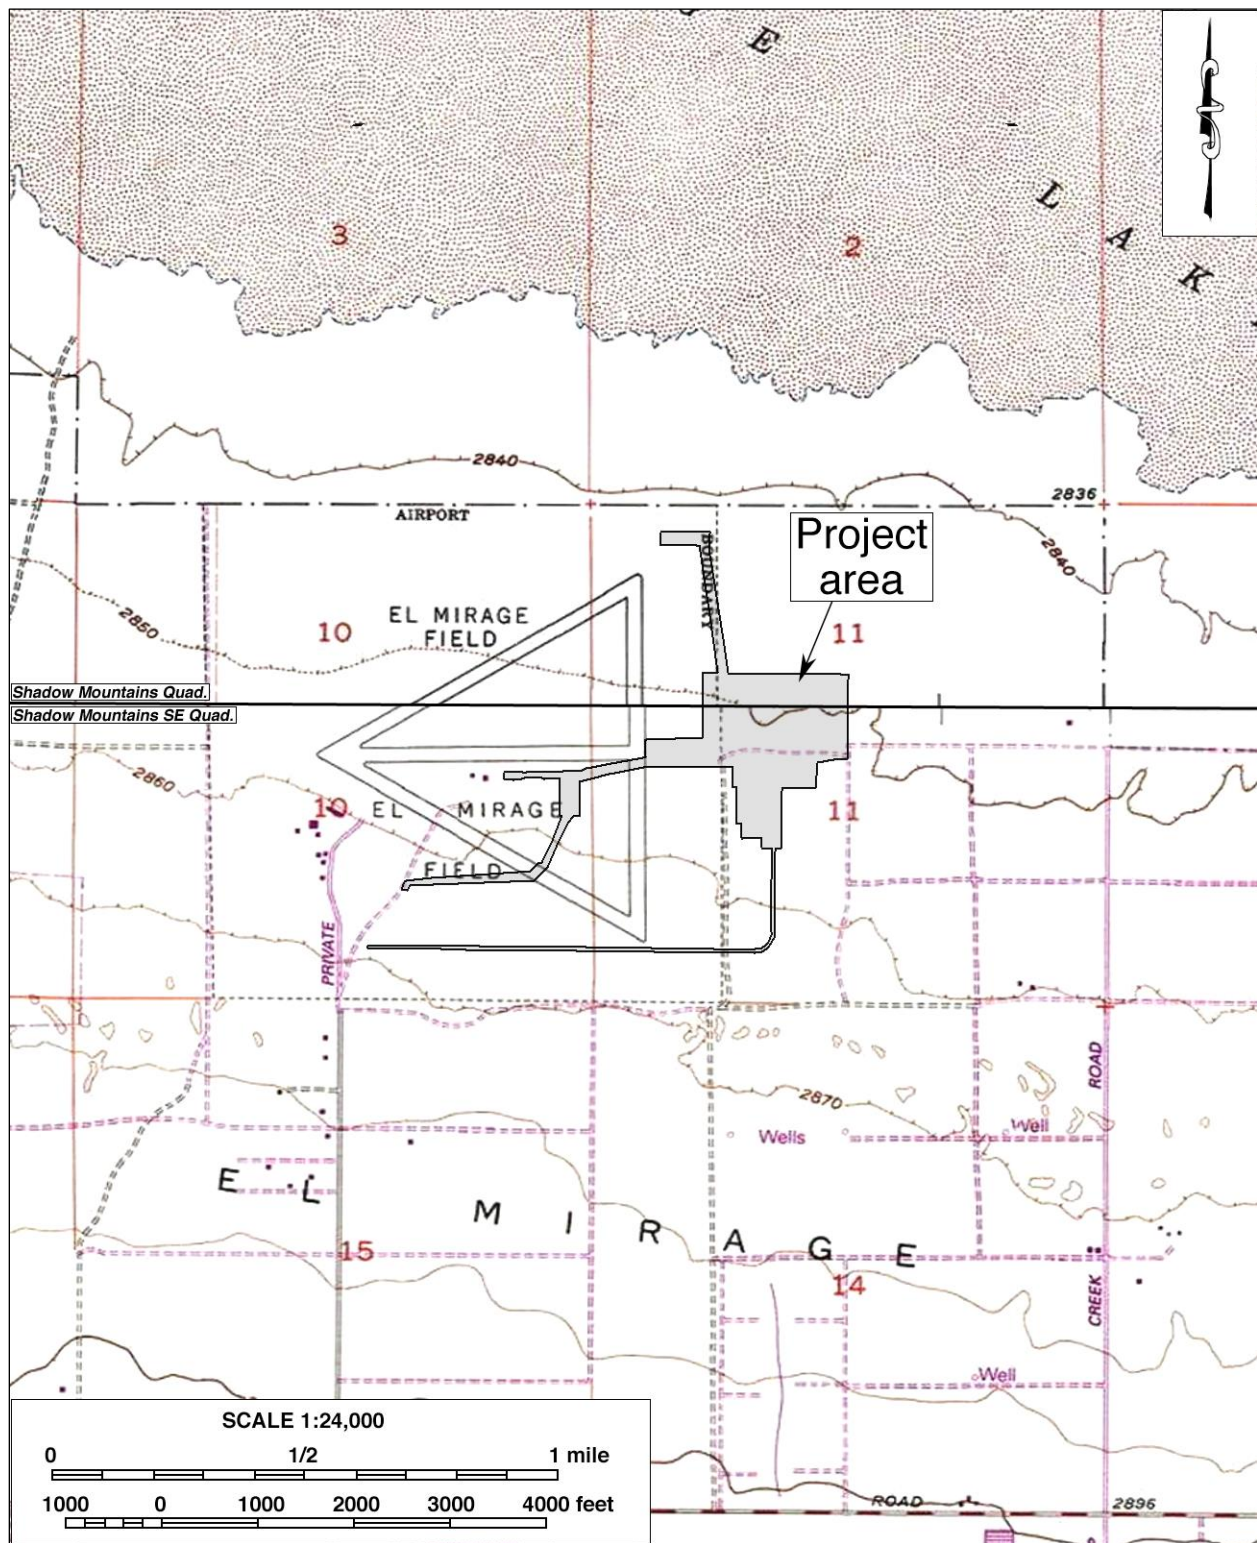 E
L
A
K
3
2
2840
2836
AIRPORT
Project
area
2840
BOUNDARY
2850
10
EL MIRAGE
FIELD
11
Shadow Mountains Quad.
Shadow Mountains SE Quad.
2860
10
EL MIRAGE
11
FIELD
PRIVATE
ROAD
2870
Wells
Well
EL MIRAGE
15
14
CREEK
Well
SCALE 1:24,000
0 1/2 1 mile
1000 0 1000 2000 3000 4000 feet
ROAD
2896